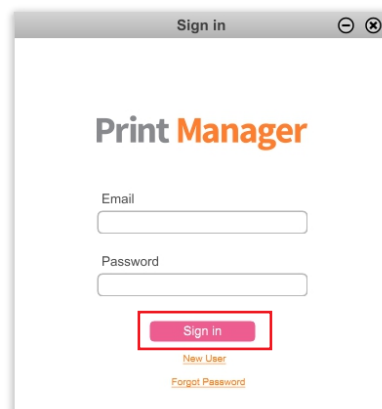 Sign in
Print Manager
Email
Password
Sign in
New User
Forgot Password